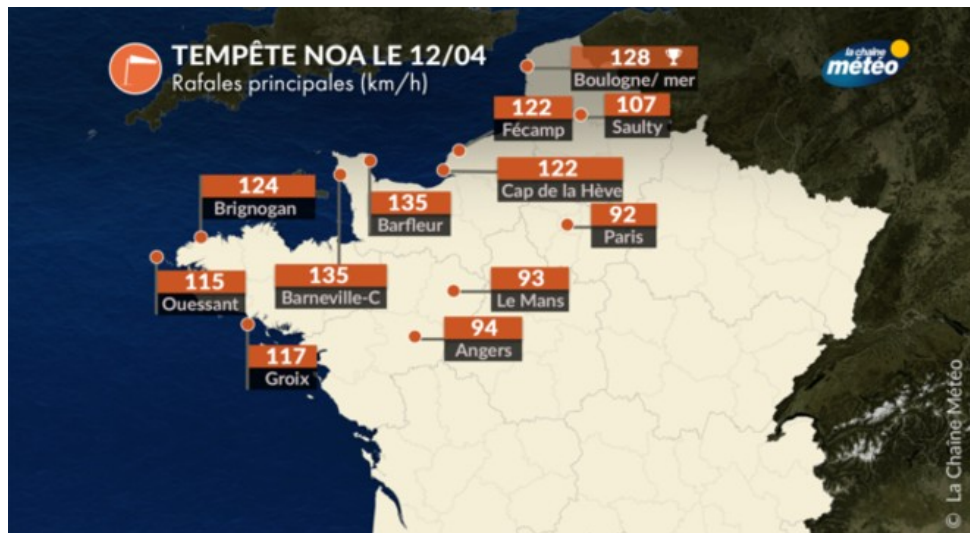 TEMPÊTE NOA LE 12/04
Rafales principales (km/h)
la chaîne
météo
128
Boulogne/ mer
122
Fécamp
107
Saulty
122
Cap de la Hève
124
Brignogan
135
Barfleur
92
Paris
115
Ouessant
135
Barneville-C
93
Le Mans
94
Angers
117
Groix
© La Chaîne Météo